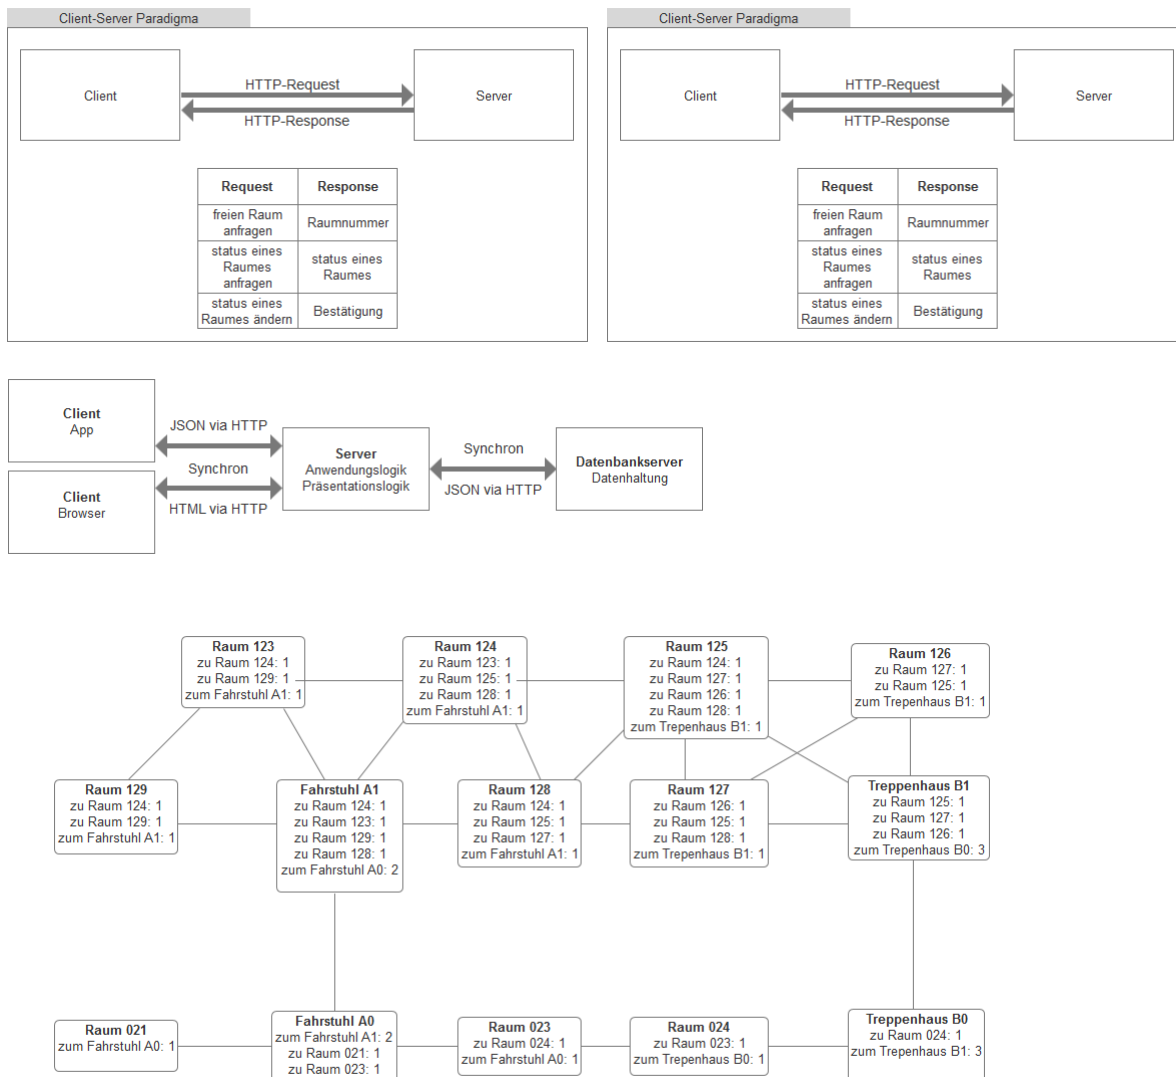 Client-Server Paradigma
Client
HTTP-Request
HTTP-Response
Server
Request
Response
freien Raum
anfragen
Raumnummer
status eines
Raumes
anfragen
status eines
Raumes
status eines
Raumes ändern
Bestätigung
Client-Server Paradigma
Client
HTTP-Request
HTTP-Response
Server
Request
Response
freien Raum
anfragen
Raumnummer
status eines
Raumes
anfragen
status eines
Raumes
status eines
Raumes ändern
Bestätigung
Client
App
JSON via HTTP
Synchron
Client
Browser
HTML via HTTP
Server
Anwendungslogik
Präsentationslogik
Synchron
JSON via HTTP
Datenbankserver
Datenhaltung
Raum 123
zu Raum 124: 1
zu Raum 129: 1
zum Fahrstuhl A1: 1
Raum 124
zu Raum 123: 1
zu Raum 125: 1
zu Raum 128: 1
zum Fahrstuhl A1: 1
Raum 125
zu Raum 124: 1
zu Raum 127: 1
zu Raum 126: 1
zu Raum 128: 1
zum Trepenhaus B1: 1
Raum 126
zu Raum 127: 1
zu Raum 125: 1
zum Trepenhaus B1: 1
Raum 129
zu Raum 124: 1
zu Raum 129: 1
zum Fahrstuhl A1: 1
Fahrstuhl A1
zu Raum 124: 1
zu Raum 123: 1
zu Raum 129: 1
zu Raum 128: 1
zum Fahrstuhl A0: 2
Raum 128
zu Raum 124: 1
zu Raum 125: 1
zu Raum 127: 1
zum Fahrstuhl A1: 1
Raum 127
zu Raum 126: 1
zu Raum 125: 1
zu Raum 128: 1
zum Trepenhaus B1: 1
Treppenhaus B1
zu Raum 125: 1
zu Raum 127: 1
zu Raum 126: 1
zum Trepenhaus B0: 3
Raum 021
zum Fahrstuhl A0: 1
Fahrstuhl A0
zum Fahrstuhl A1: 2
zu Raum 021: 1
zu Raum 023: 1
Raum 023
zu Raum 024: 1
zum Fahrstuhl A0: 1
Raum 024
zu Raum 023: 1
zum Trepenhaus B0: 1
Treppenhaus B0
zu Raum 024: 1
zum Trepenhaus B1: 3